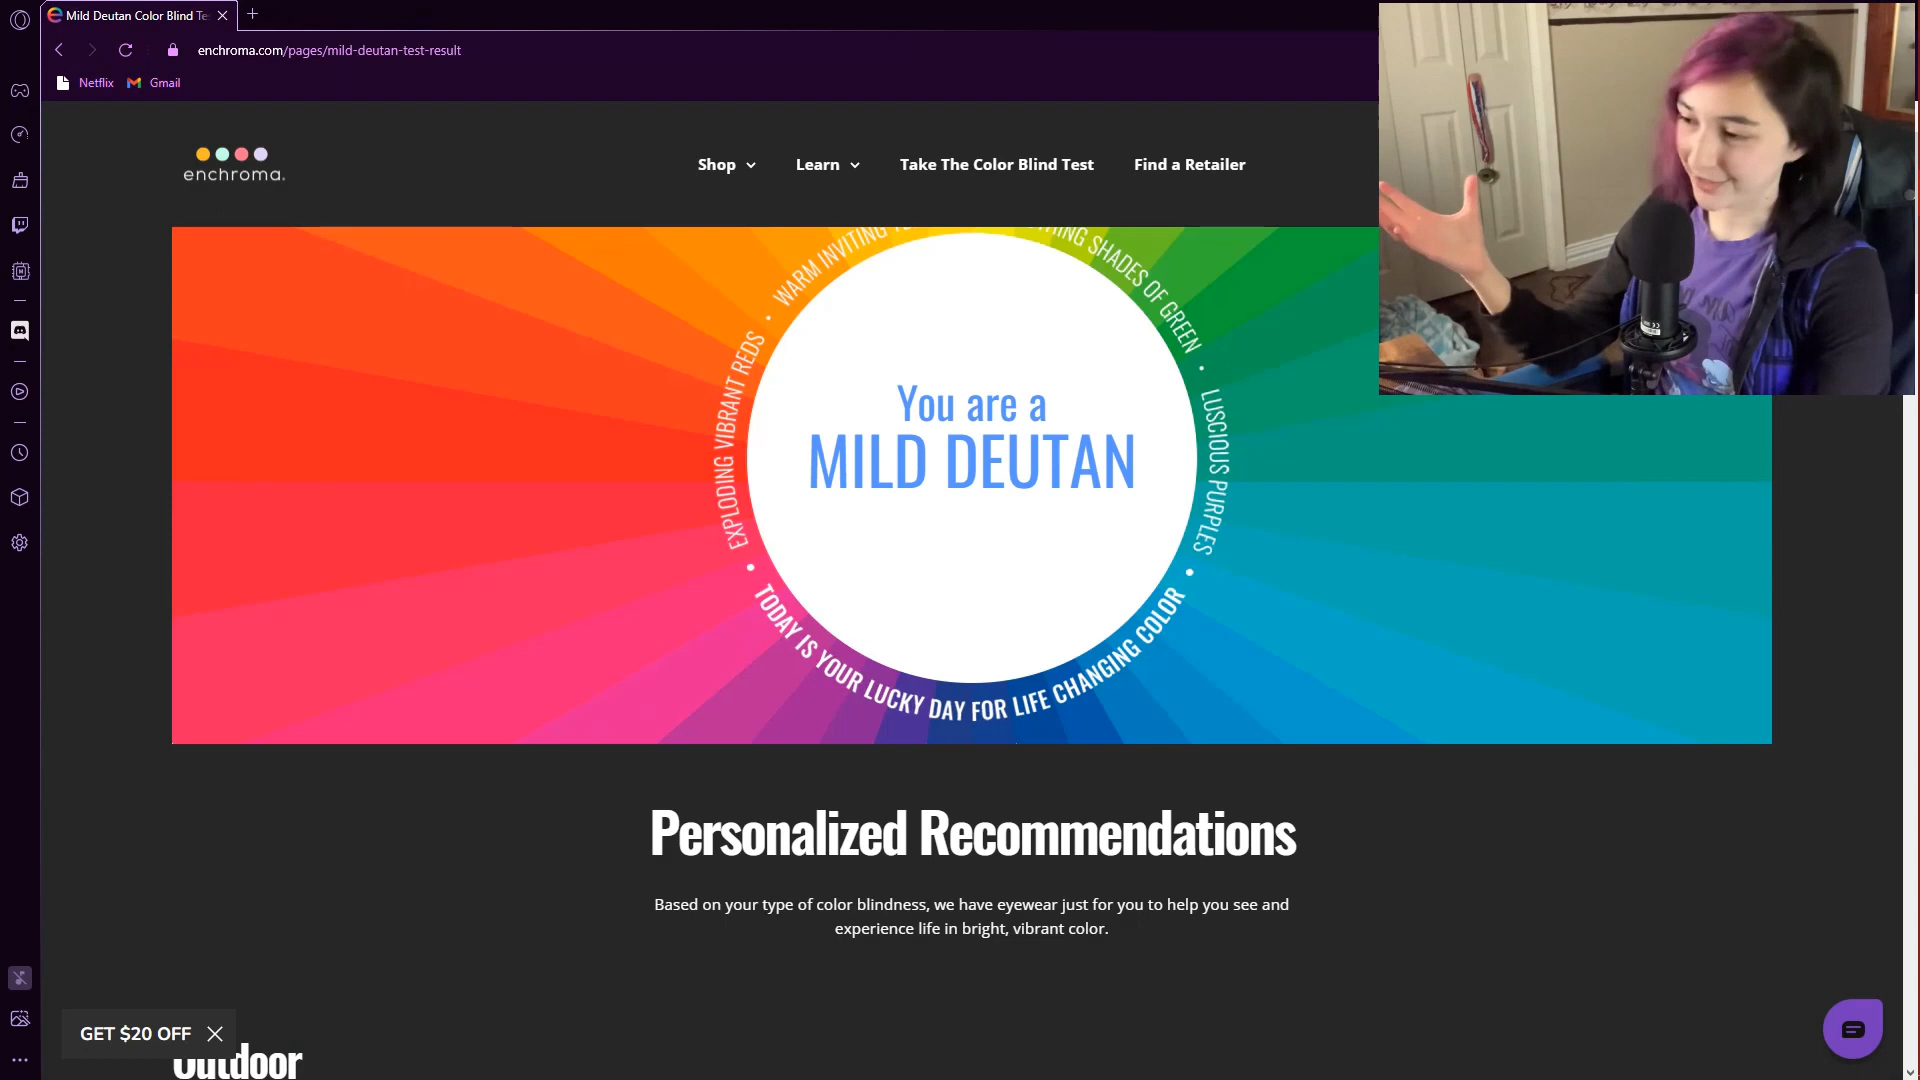 Mild Deutan Color Blind Te
enchroma.com/pages/mild-deutan-test-result
Netflix
Gmail
enchroma.
Shop
Learn
Take The Color Blind Test
Find a Retailer
EXPLODING VIBRANT REDS • WARM INVITING
SHADES OF GREEN • LUSCIOUS PURPLES •
TODAY IS YOUR LUCKY DAY FOR LIFE CHANGING COLOR
You are a
MILD DEUTAN
Personalized Recommendations
Based on your type of color blindness, we have eyewear just for you to help you see and
experience life in bright, vibrant color.
GET $20 OFF
Outdoor